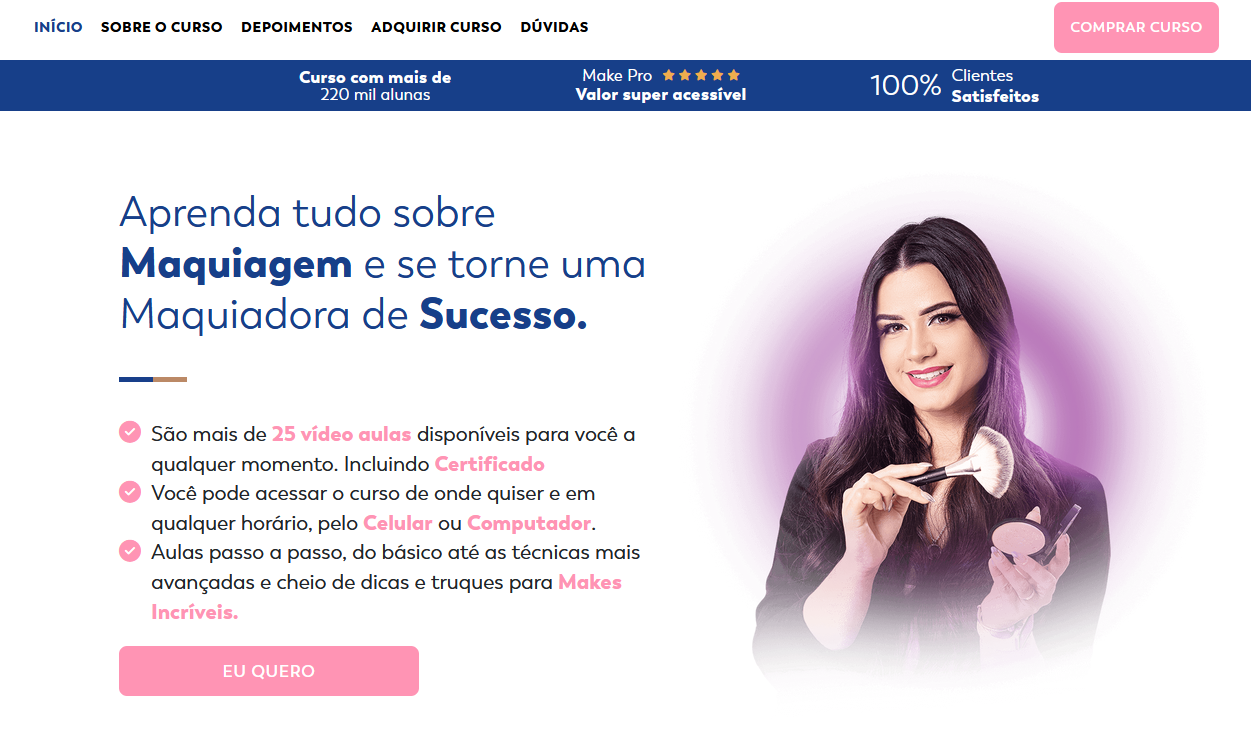 INÍCIO SOBRE O CURSO DEPOIMENTOS ADQUIRIR CURSO DÚVIDAS
COMPRAR CURSO
Curso com mais de
220 mil alunas
Make Pro
Valor super acessível
100%
Clientes
Satisfeitos
Aprenda tudo sobre
Maquiagem e se torne uma
Maquiadora de Sucesso.
São mais de 25 vídeo aulas disponíveis para você a
qualquer momento. Incluindo Certificado
Você pode acessar o curso de onde quiser e em
qualquer horário, pelo Celular ou Computador.
Aulas passo a passo, do básico até as técnicas mais
avançadas e cheio de dicas e truques para Makes
Incríveis.
EU QUERO